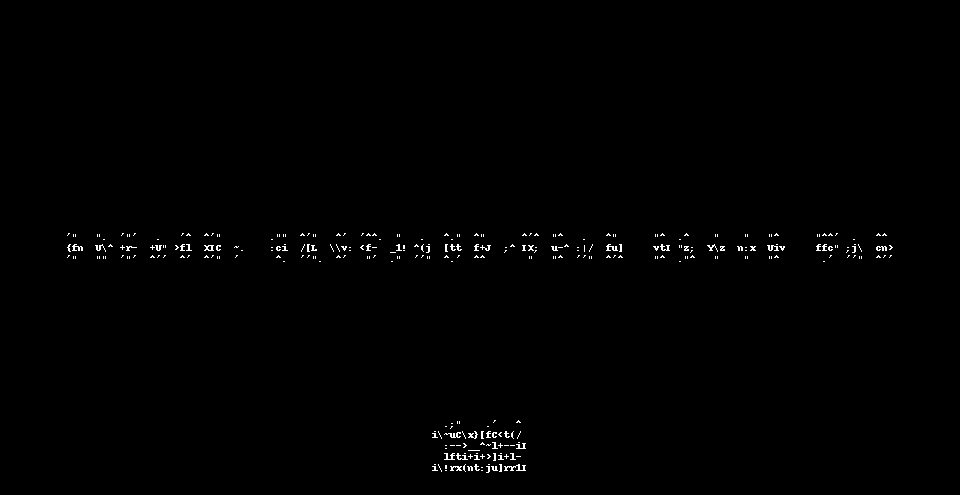 {fn U\^ +r- +U" >fl XIC ~. :ci /[L \\v: <f- _1! ^(j [tt f+J ;^ IX; u-^ :|/ fu] vtI "z; Y\z n:x Uiv ffc" ;j\ cn>
i\~uC\x}[fC<t(/
:-->__^~l+--iI
lfti+i+>]i+l-
i\!rx(nt:ju]rrlI